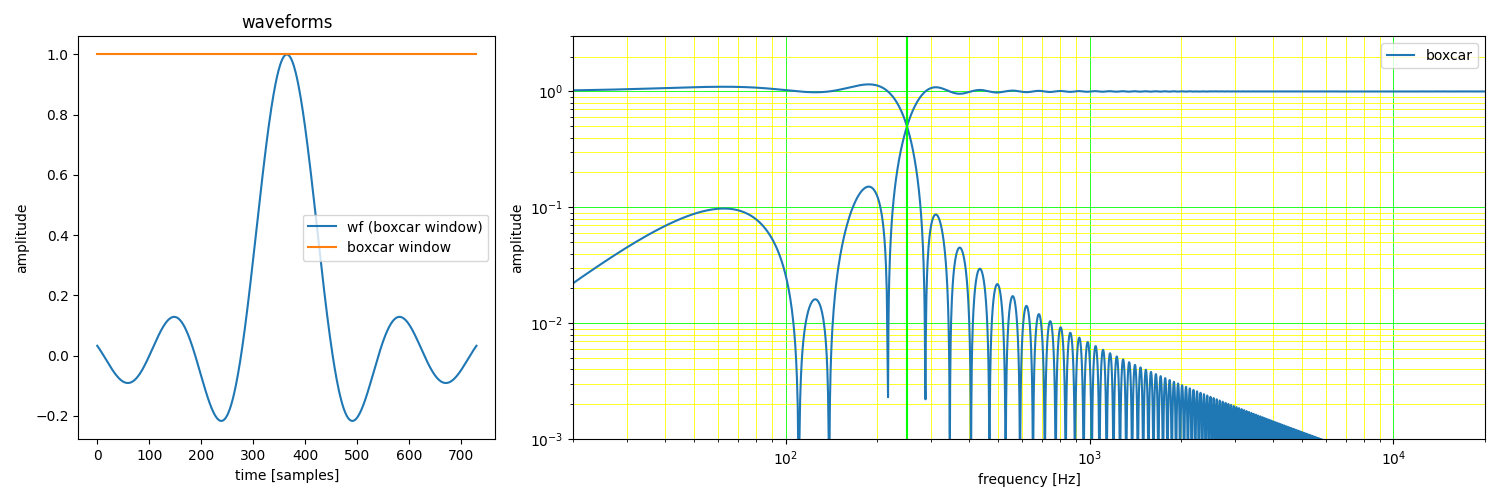 waveforms
amplitude
1.0
0.8
0.6
0.4
0.2
0.0
−0.2
wf (boxcar window)
boxcar window
0 100 200 300 400 500 600 700
time [samples]
amplitude
10⁰
10⁻¹
10⁻²
10⁻³
boxcar
10² 10³ 10⁴
frequency [Hz]